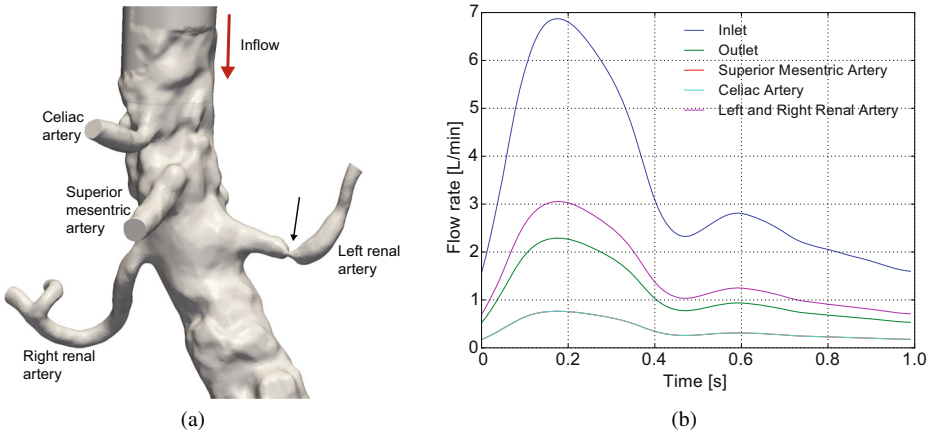 Inflow
Celiac
artery
Superior
mesentric
artery
Left renal
artery
Right renal
artery
(a)
7
6
5
4
3
2
1
0
Flow rate [L/min]
Inlet
Outlet
Superior Mesentric Artery
Celiac Artery
Left and Right Renal Artery
0 0.2 0.4 0.6 0.8 1.0
Time [s]
(b)